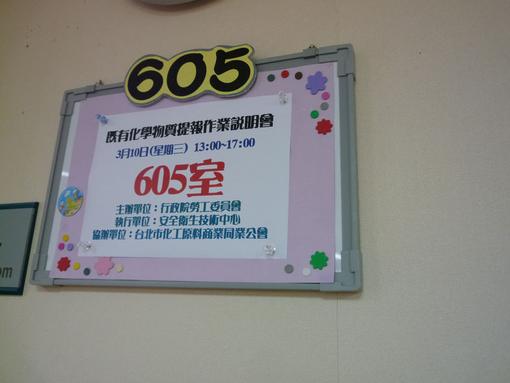 605
既有化學物質提報作業說明會
3月10日(星期三) 13:00~17:00
605室
主辦單位：行政院勞工委員會
執行單位：安全衛生技術中心
協辦單位：台北市化工原料商業同業公會
om